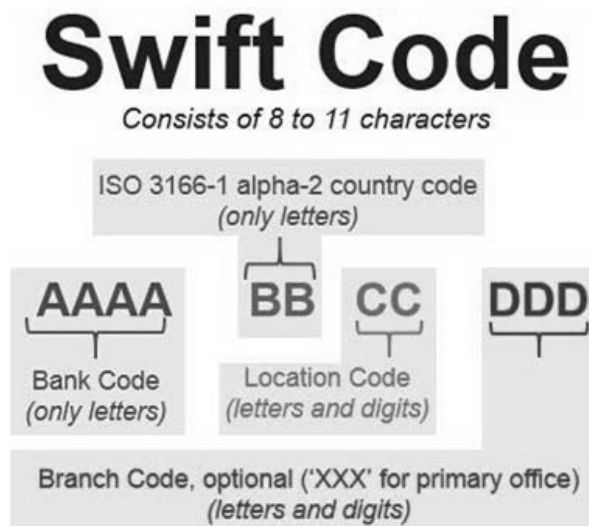 Swift Code
Consists of 8 to 11 characters
ISO 3166-1 alpha-2 country code
(only letters)
AAAA BB CC DDD
Bank Code
(only letters)
Location Code
(letters and digits)
Branch Code, optional (‘XXX’ for primary office)
(letters and digits)